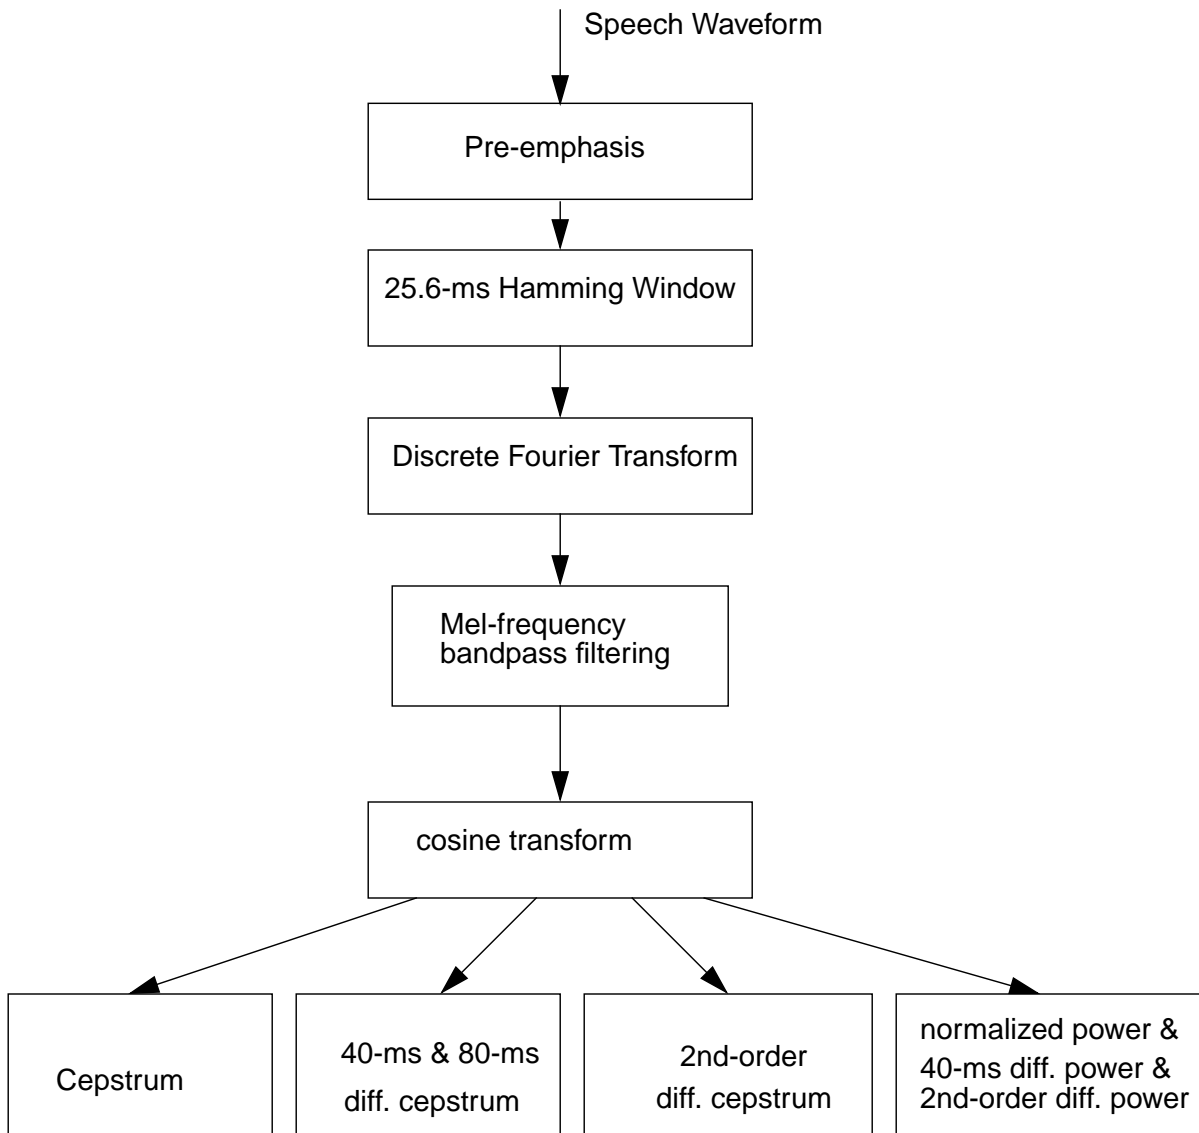 Speech Waveform
Pre-emphasis
25.6-ms Hamming Window
Discrete Fourier Transform
Mel-frequency
bandpass filtering
cosine transform
Cepstrum
40-ms & 80-ms
diff. cepstrum
2nd-order
diff. cepstrum
normalized power &
40-ms diff. power &
2nd-order diff. power